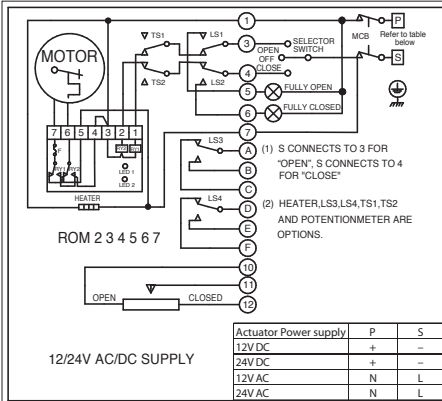 TS1
LS1
1
P
MCB
Refer to table
below
3
SELECTOR
SWITCH
OPEN
OFF
CLOSE
S
MOTOR
TS2
LS2
4
5
FULLY OPEN
6
FULLY CLOSED
7 6 5 4 3 2 1
7
F
RY1 RY2
RY2 RY1
LED 1
LED 2
HEATER
LS3
A
B
C
LS4
D
E
F
(1) S CONNECTS TO 3 FOR
"OPEN", S CONNECTS TO 4
FOR "CLOSE"
(2) HEATER,LS3,LS4,TS1,TS2
AND POTENTIONMETER ARE
OPTIONS.
ROM 2 3 4 5 6 7
10
11
12
OPEN
CLOSED
12/24V AC/DC SUPPLY
Actuator Power supply P S
12V DC + –
24V DC + –
12V AC N L
24V AC N L